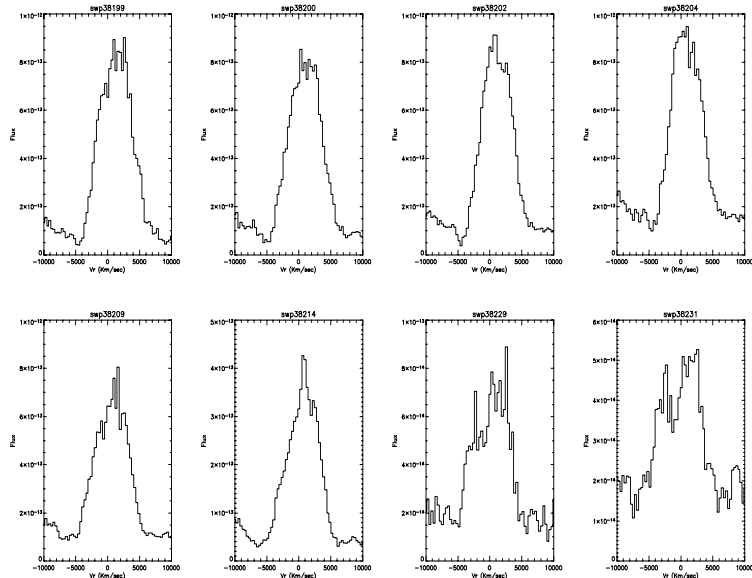 swp38199
1×10⁻¹²
8×10⁻¹³
6×10⁻¹³
4×10⁻¹³
2×10⁻¹³
0
Flux
-10000 -5000 0 5000 10000
Vr (Km/sec)
swp38200
1×10⁻¹²
8×10⁻¹³
6×10⁻¹³
4×10⁻¹³
2×10⁻¹³
0
Flux
-10000 -5000 0 5000 10000
Vr (Km/sec)
swp38202
1×10⁻¹²
8×10⁻¹³
6×10⁻¹³
4×10⁻¹³
2×10⁻¹³
0
Flux
-10000 -5000 0 5000 10000
Vr (Km/sec)
swp38204
1×10⁻¹²
8×10⁻¹³
6×10⁻¹³
4×10⁻¹³
2×10⁻¹³
0
Flux
-10000 -5000 0 5000 10000
Vr (Km/sec)
swp38209
1×10⁻¹²
8×10⁻¹³
6×10⁻¹³
4×10⁻¹³
2×10⁻¹³
0
Flux
-10000 -5000 0 5000 10000
Vr (Km/sec)
swp38214
5×10⁻¹³
4×10⁻¹³
3×10⁻¹³
2×10⁻¹³
1×10⁻¹³
0
Flux
-10000 -5000 0 5000 10000
Vr (Km/sec)
swp38229
1×10⁻¹³
8×10⁻¹⁴
6×10⁻¹⁴
4×10⁻¹⁴
2×10⁻¹⁴
0
Flux
-10000 -5000 0 5000 10000
Vr (Km/sec)
swp38231
6×10⁻¹⁴
5×10⁻¹⁴
4×10⁻¹⁴
3×10⁻¹⁴
2×10⁻¹⁴
1×10⁻¹⁴
0
Flux
-10000 -5000 0 5000 10000
Vr (Km/sec)